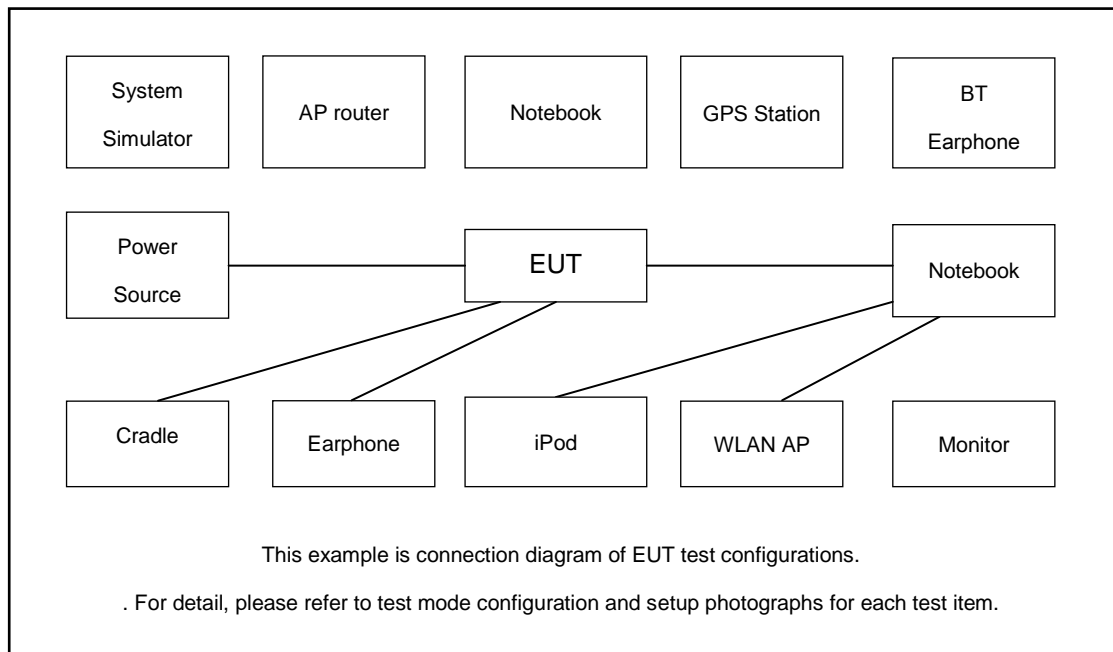 System
Simulator
AP router
Notebook
GPS Station
BT
Earphone
Power
Source
EUT
Notebook
Cradle
Earphone
iPod
WLAN AP
Monitor
This example is connection diagram of EUT test configurations.
. For detail, please refer to test mode configuration and setup photographs for each test item.